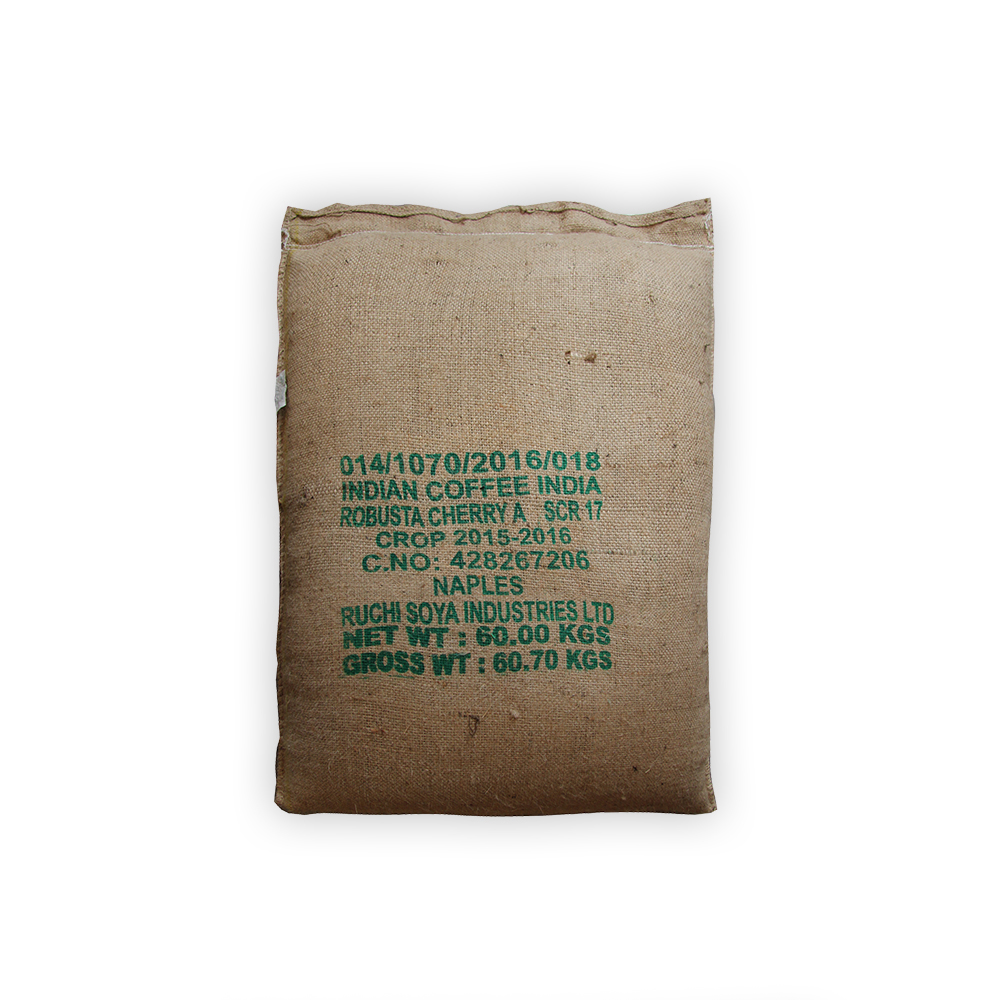 014/1070/2016/018
INDIAN COFFEE INDIA
ROBUSTA CHERRY A SCR 17
CROP 2015-2016
C.NO: 428267206
NAPLES
RUCHI SOYA INDUSTRIES LTD
NET WT : 60.00 KGS
GROSS WT : 60.70 KGS